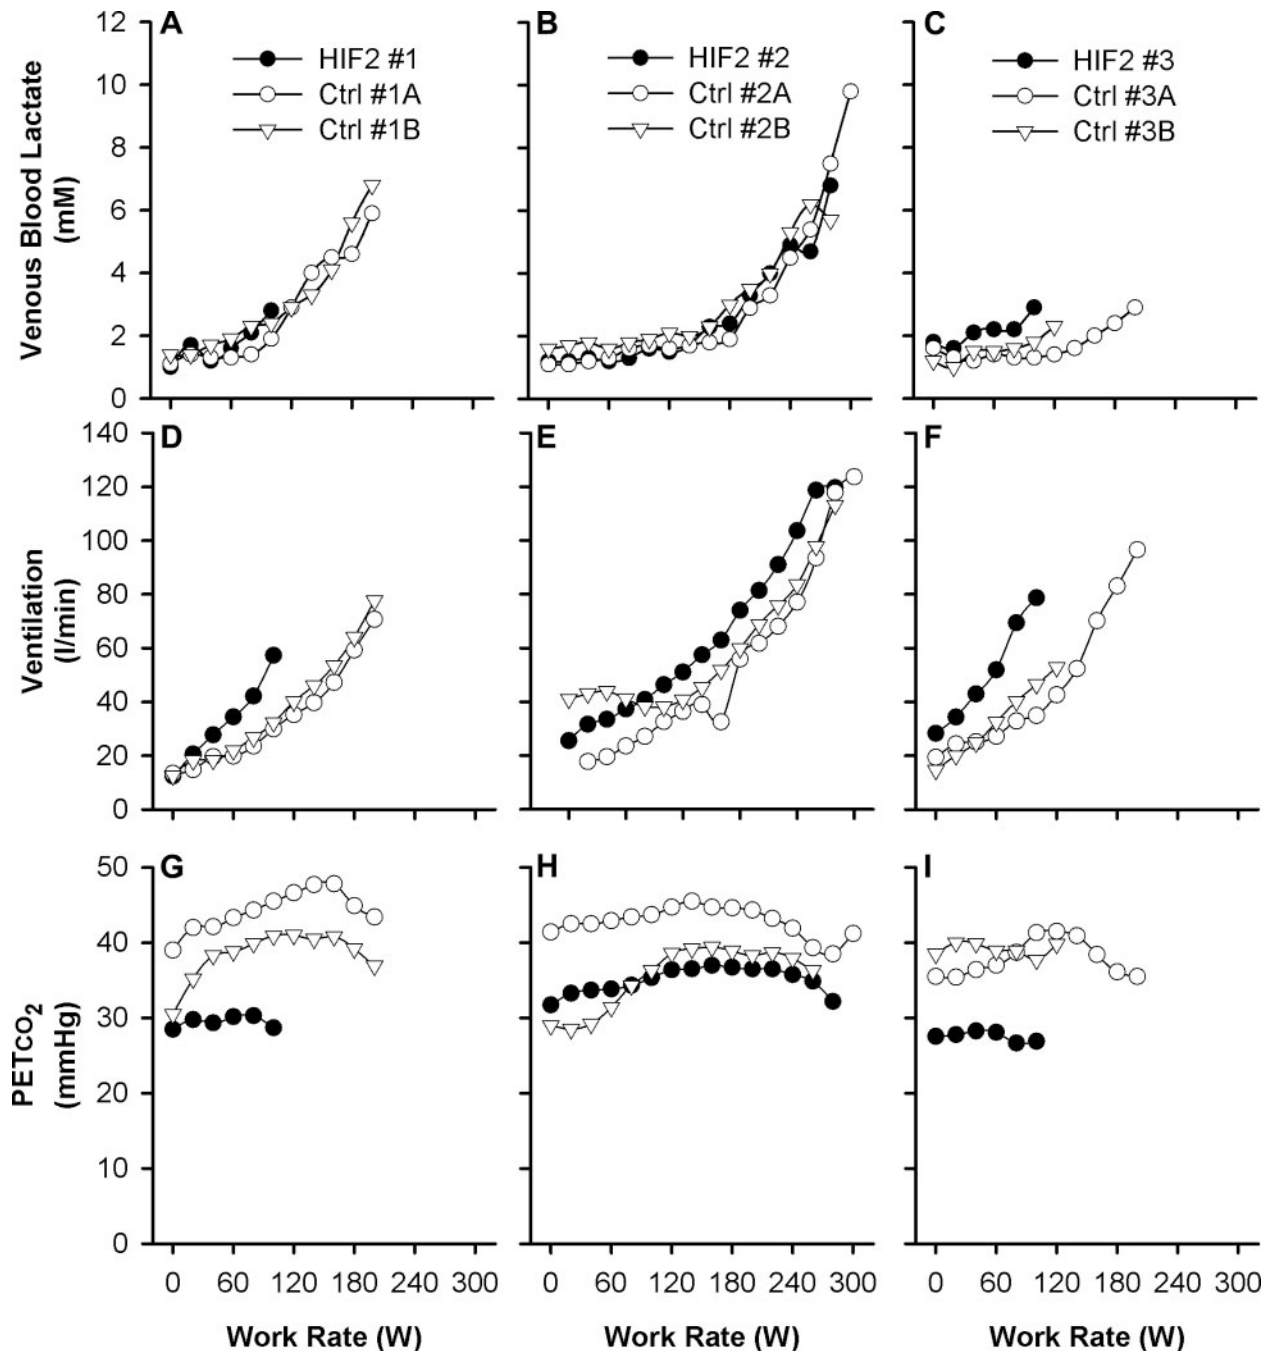 A
B
C
HIF2 #1
Ctrl #1A
Ctrl #1B
HIF2 #2
Ctrl #2A
Ctrl #2B
HIF2 #3
Ctrl #3A
Ctrl #3B
Venous Blood Lactate
(mM)
12
10
8
6
4
2
0
D
E
F
Ventilation
(l/min)
140
120
100
80
60
40
20
0
G
H
I
PETCO2
(mmHg)
50
40
30
20
10
0
0 60 120 180 240 300
0 60 120 180 240 300
0 60 120 180 240 300
Work Rate (W)
Work Rate (W)
Work Rate (W)